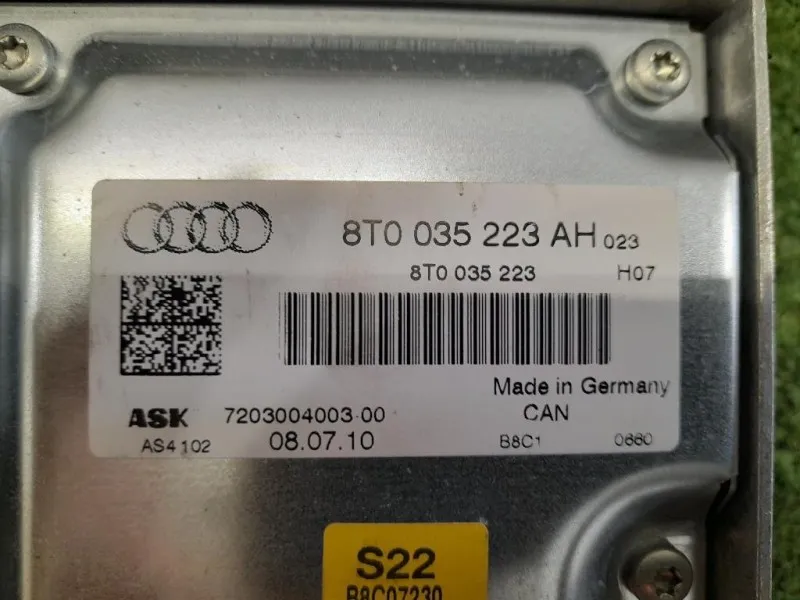 8T0 035 223 AH 023
8T0 035 223 H07
Made in Germany
ASK 7203004003 00 CAN
AS4 102 08.07.10 B8C1 0660
S22
B8C07230